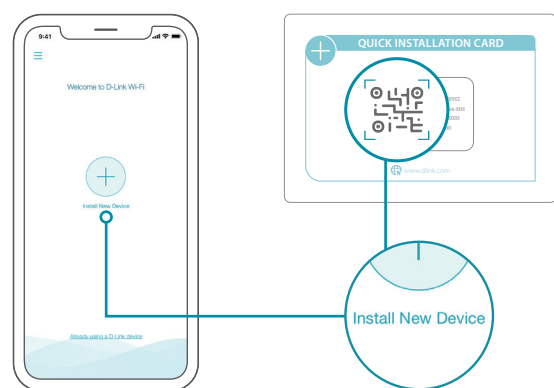 9:41
Welcome to D-Link Wi-Fi
Install New Device
Already using a D-Link device
QUICK INSTALLATION CARD
www.dlink.com
Install New Device